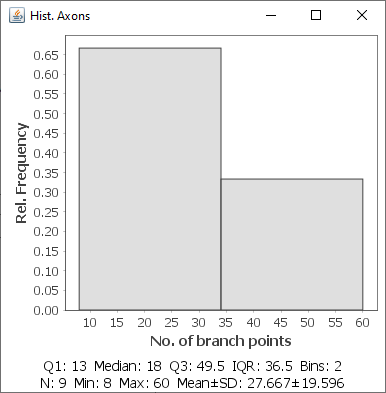 Hist. Axons
0.65
0.60
0.55
0.50
0.45
0.40
0.35
0.30
0.25
0.20
0.15
0.10
0.05
0.00
Rel. Frequency
10 15 20 25 30 35 40 45 50 55 60
No. of branch points
Q1: 13 Median: 18 Q3: 49.5 IQR: 36.5 Bins: 2
N: 9 Min: 8 Max: 60 Mean±SD: 27.667±19.596